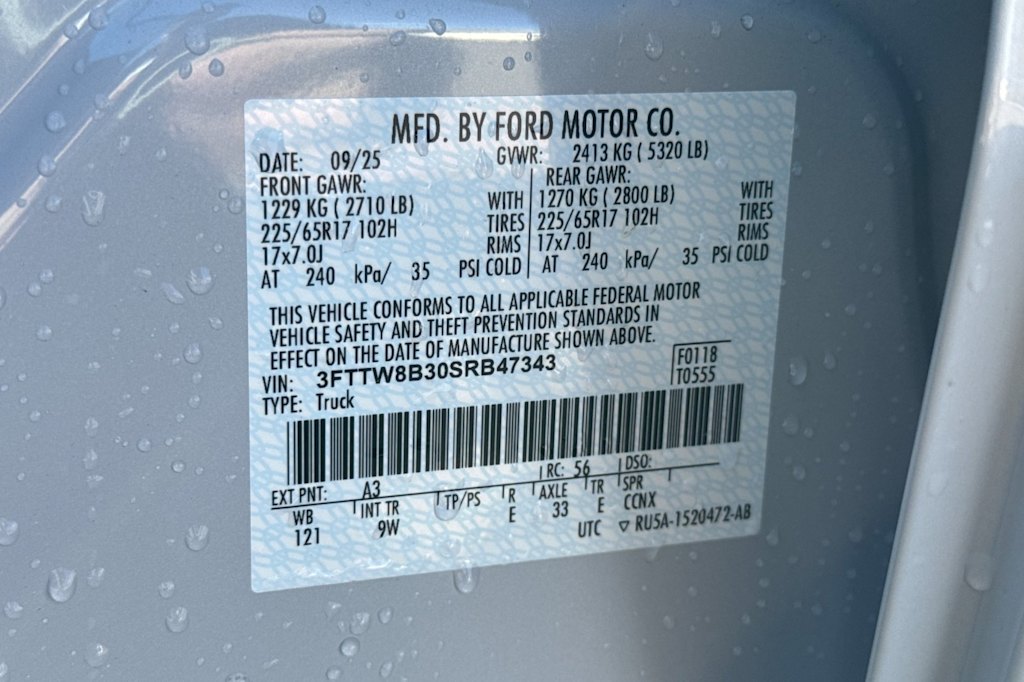 MFD. BY FORD MOTOR CO.
DATE: 09/25 GVWR: 2413 KG ( 5320 LB)
FRONT GAWR:
1229 KG ( 2710 LB) WITH
225/65R17 102H TIRES
17x7.0J RIMS
AT 240 kPa/ 35 PSI COLD
REAR GAWR:
1270 KG ( 2800 LB) WITH
225/65R17 102H TIRES
17x7.0J RIMS
AT 240 kPa/ 35 PSI COLD
THIS VEHICLE CONFORMS TO ALL APPLICABLE FEDERAL MOTOR
VEHICLE SAFETY AND THEFT PREVENTION STANDARDS IN
EFFECT ON THE DATE OF MANUFACTURE SHOWN ABOVE.
VIN: 3FTTW8B30SRB47343
TYPE: Truck
F0118
T0555
EXT PNT: A3 RC: 56 DSO:
WB INT TR TP/PS R AXLE TR SPR
121 9W E 33 E CCNX
UTC ▽ RU5A-1520472-AB